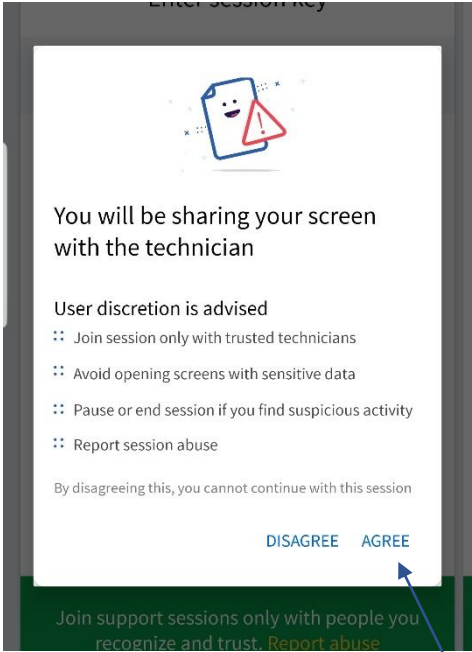 Enter session key
You will be sharing your screen
with the technician
User discretion is advised
Join session only with trusted technicians
Avoid opening screens with sensitive data
Pause or end session if you find suspicious activity
Report session abuse
By disagreeing this, you cannot continue with this session
DISAGREE AGREE
Join support sessions only with people you
recognize and trust. Report abuse